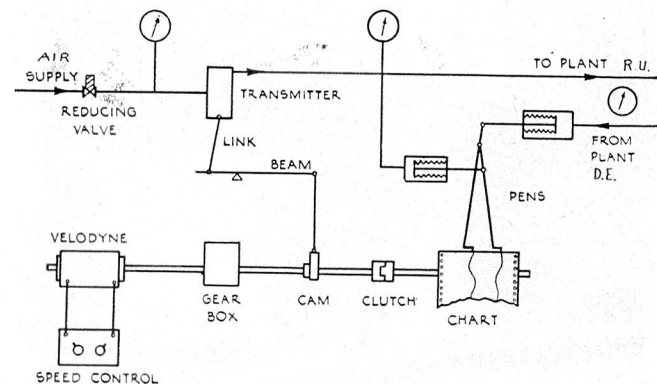 AIR
SUPPLY
REDUCING
VALVE
TRANSMITTER
TO PLANT R.U.
FROM
PLANT
D.E.
LINK
BEAM
PENS
VELODYNE
GEAR
BOX
CAM
CLUTCH
CHART
SPEED CONTROL